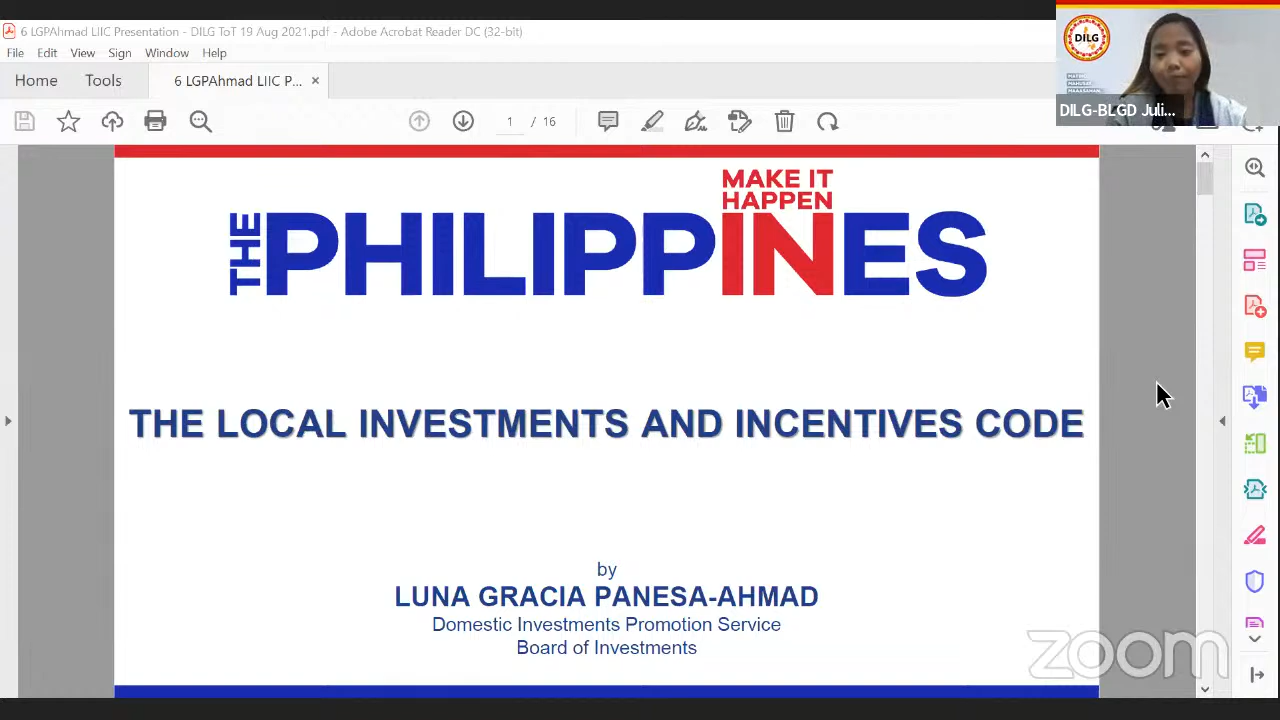 6 LGPAhmad LIIC Presentation - DILG ToT 19 Aug 2021.pdf - Adobe Acrobat Reader DC (32-bit)
File Edit View Sign Window Help
Home Tools 6 LGPAhmad LIIC P... ×
1 / 16
DILG
DILG-BLGD Juli...
MAKE IT
HAPPEN
THE PHILIPPINES
THE LOCAL INVESTMENTS AND INCENTIVES CODE
by
LUNA GRACIA PANESA-AHMAD
Domestic Investments Promotion Service
Board of Investments
zoom